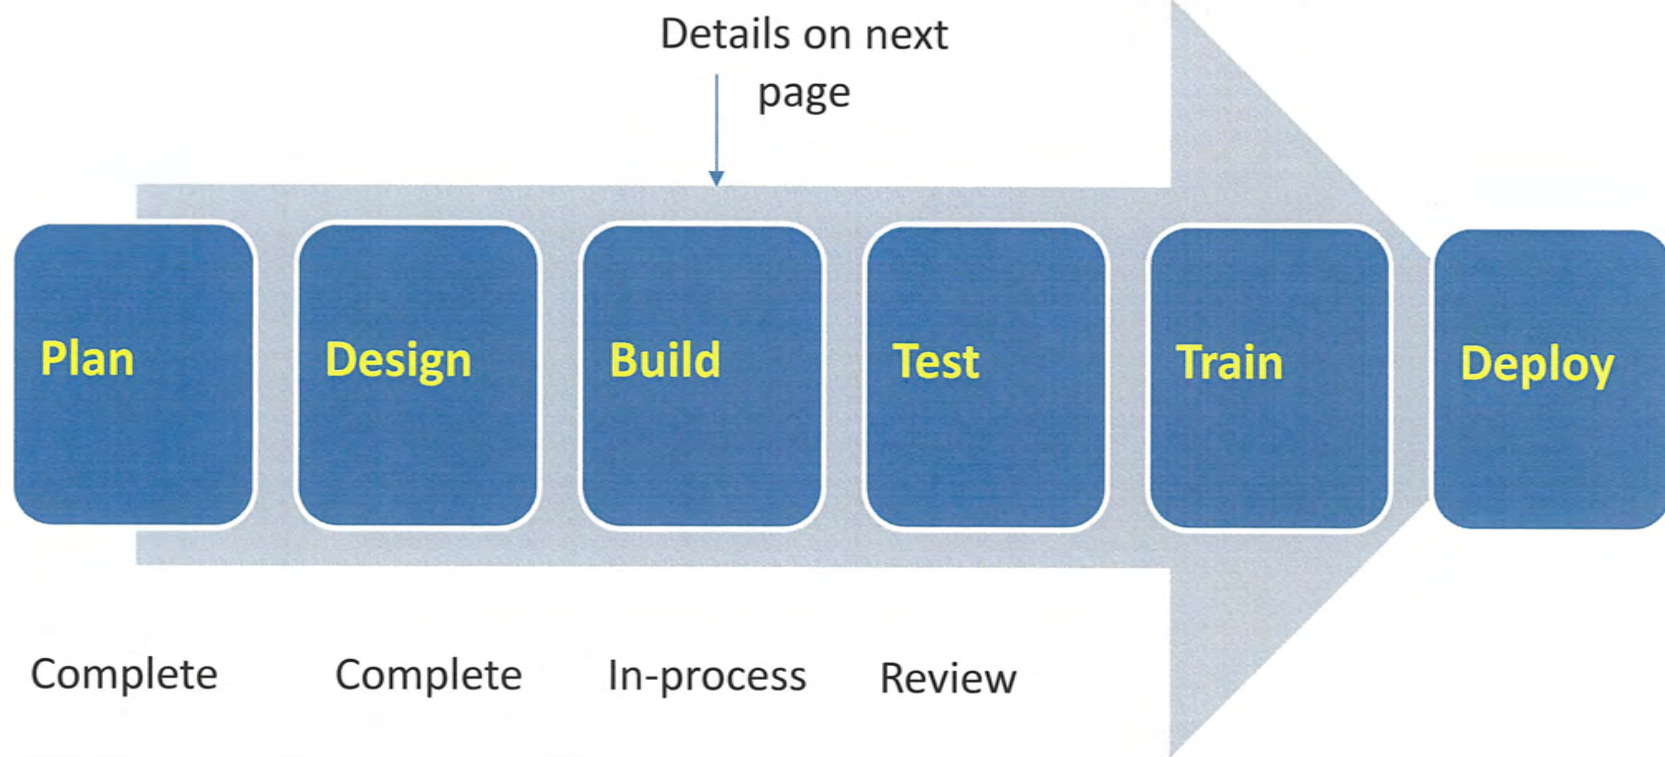 Details on next
page
Plan
Design
Build
Test
Train
Deploy
Complete
Complete
In-process
Review